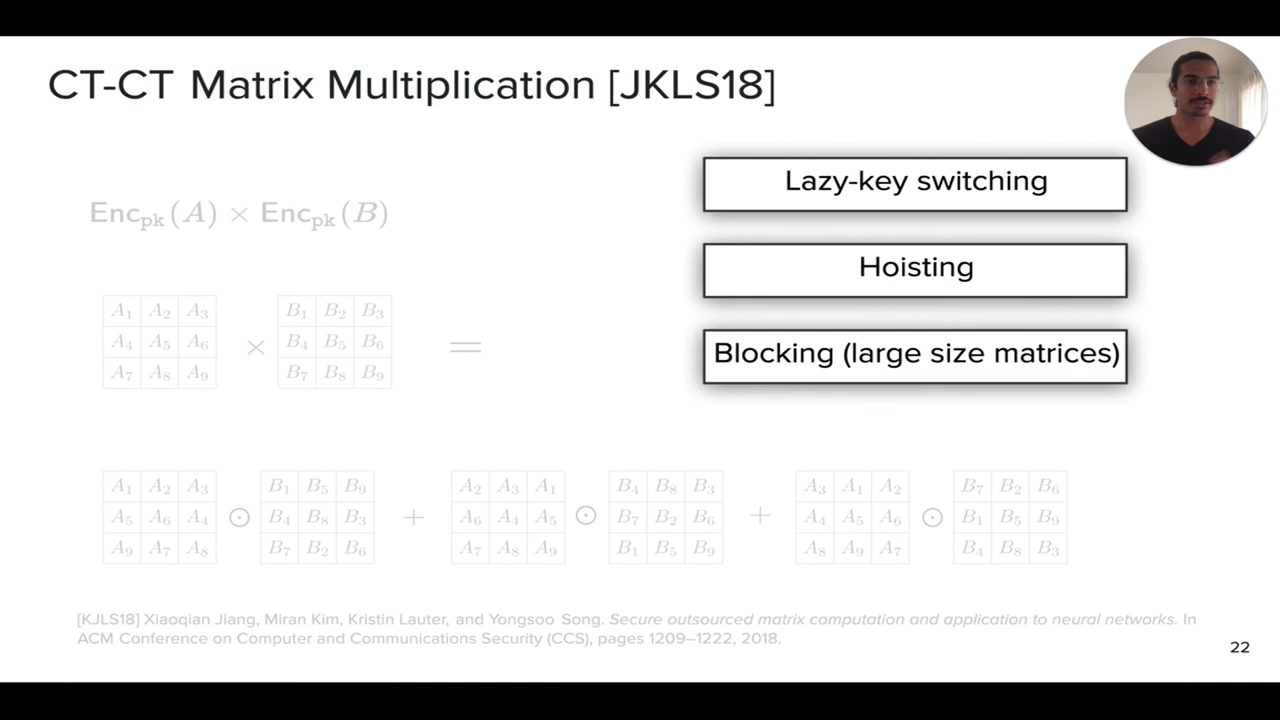 CT-CT Matrix Multiplication [JKLS18]
Lazy-key switching
Enc_pk(A) × Enc_pk(B)
Hoisting
Blocking (large size matrices)
A₁ A₂ A₃ B₁ B₂ B₃
A₄ A₅ A₆ × B₄ B₅ B₆ =
A₇ A₈ A₉ B₇ B₈ B₉
A₁ A₂ A₃ B₁ B₅ B₉ A₂ A₃ A₁ B₄ B₈ B₃ A₃ A₁ A₂ B₇ B₂ B₆
A₅ A₆ A₄ ⊙ B₄ B₈ B₃ + A₆ A₄ A₅ ⊙ B₇ B₂ B₆ + A₄ A₅ A₆ ⊙ B₁ B₅ B₉
A₉ A₇ A₈ B₇ B₂ B₆ A₇ A₈ A₉ B₁ B₅ B₉ A₈ A₉ A₇ B₄ B₈ B₃
[KJLS18] Xiaoqian Jiang, Miran Kim, Kristin Lauter, and Yongsoo Song. Secure outsourced matrix computation and application to neural networks. In
ACM Conference on Computer and Communications Security (CCS), pages 1209–1222, 2018.
22